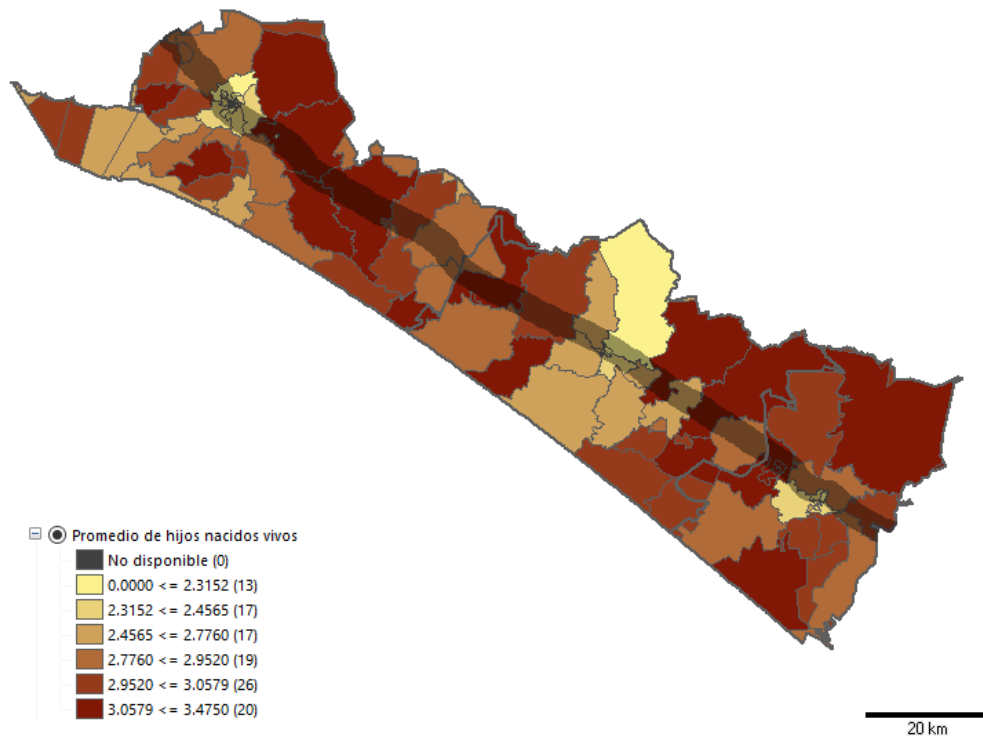 Promedio de hijos nacidos vivos
No disponible (0)
0.0000 <= 2.3152 (13)
2.3152 <= 2.4565 (17)
2.4565 <= 2.7760 (17)
2.7760 <= 2.9520 (19)
2.9520 <= 3.0579 (26)
3.0579 <= 3.4750 (20)
20 km